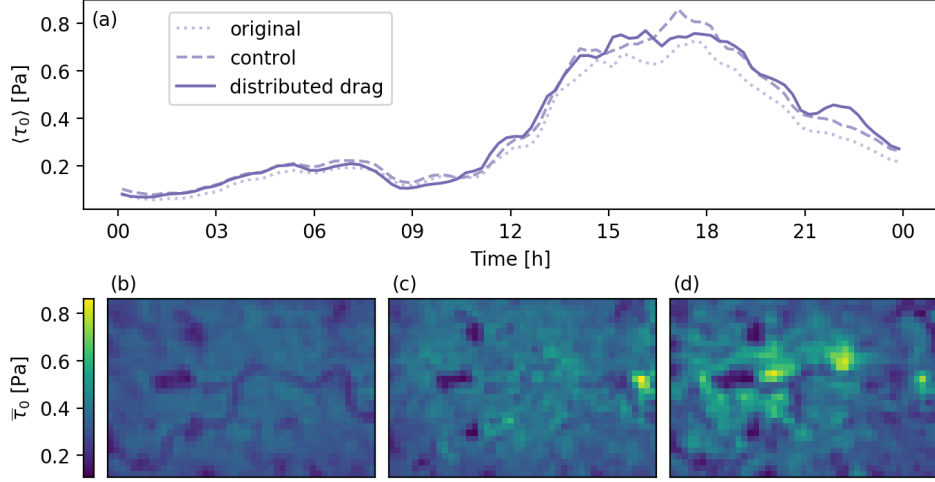 (a)
original
control
distributed drag
⟨τ₀⟩ [Pa]
0.8
0.6
0.4
0.2
00 03 06 09 12 15 18 21 00
Time [h]
(b) (c) (d)
τ̅₀ [Pa]
0.8
0.6
0.4
0.2